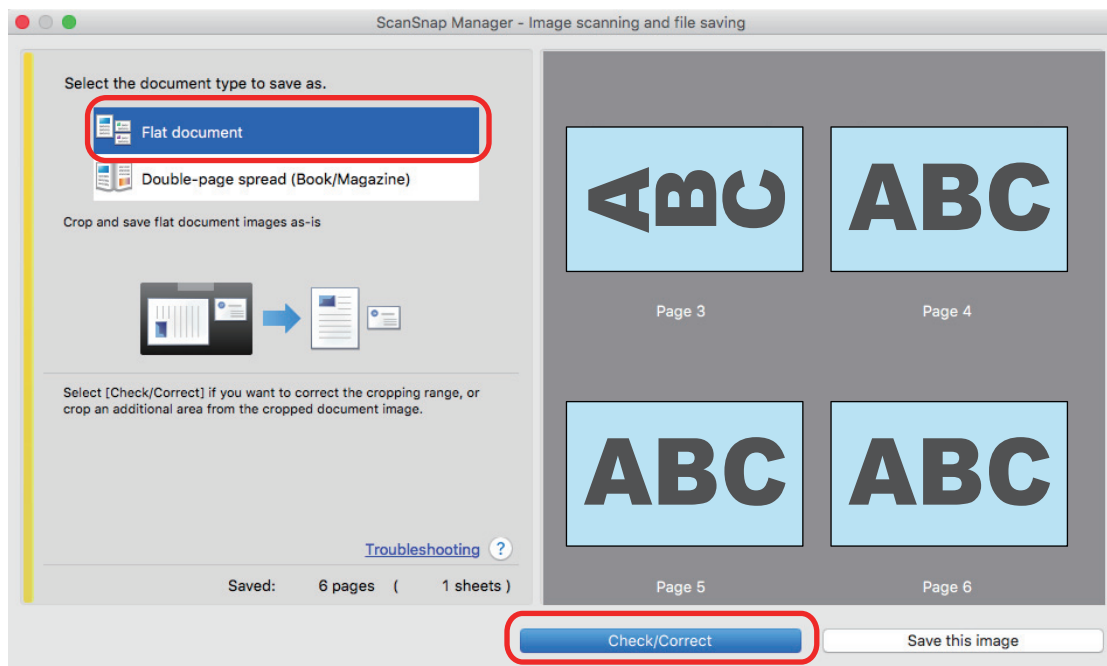 ScanSnap Manager - Image scanning and file saving
Select the document type to save as.
Flat document
Double-page spread (Book/Magazine)
Crop and save flat document images as-is
Select [Check/Correct] if you want to correct the cropping range, or
crop an additional area from the cropped document image.
Troubleshooting ?
Saved: 6 pages ( 1 sheets )
ABC ABC
Page 3 Page 4
ABC ABC
Page 5 Page 6
Check/Correct Save this image